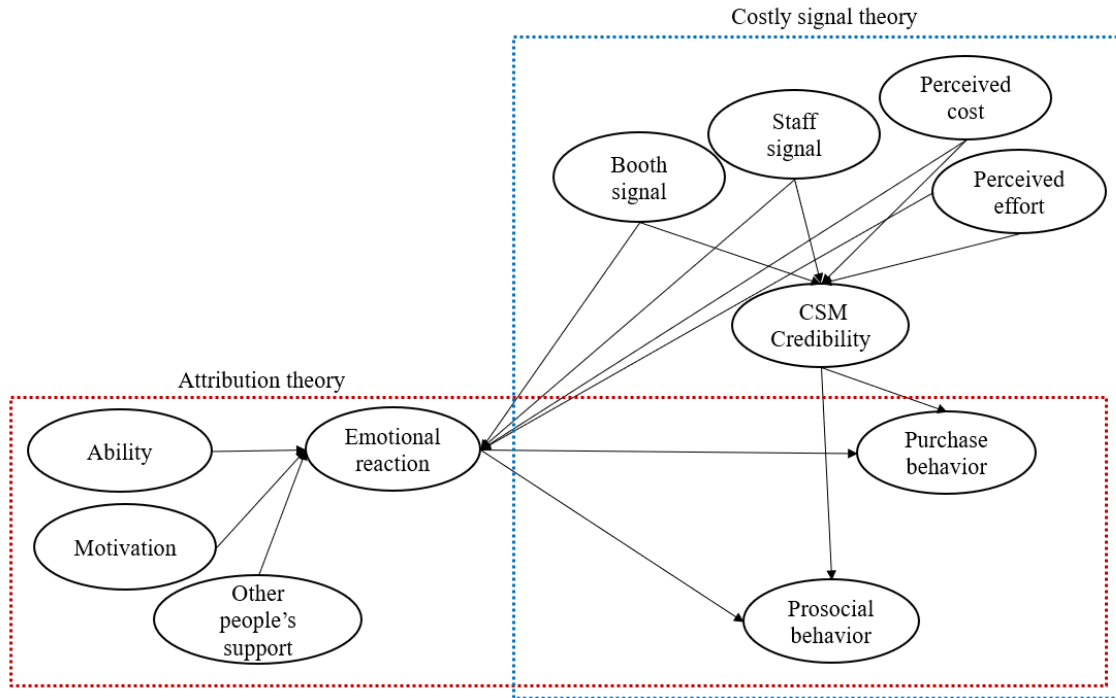 Costly signal theory
Perceived
cost
Staff
signal
Booth
signal
Perceived
effort
CSM
Credibility
Attribution theory
Ability
Emotional
reaction
Purchase
behavior
Motivation
Other
people's
support
Prosocial
behavior